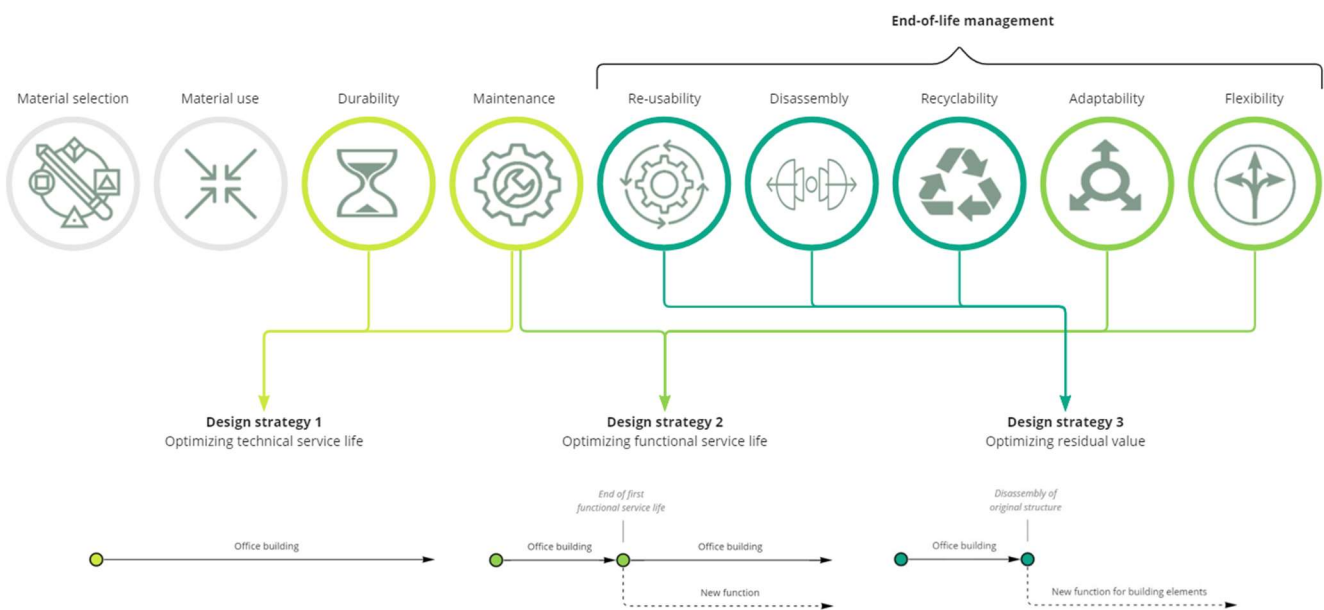 End-of-life management
Material selection
Material use
Durability
Maintenance
Re-usability
Disassembly
Recyclability
Adaptability
Flexibility
Design strategy 1
Optimizing technical service life
Design strategy 2
Optimizing functional service life
Design strategy 3
Optimizing residual value
End of first
functional service life
Disassembly of
original structure
Office building
Office building
Office building
Office building
New function
New function for building elements